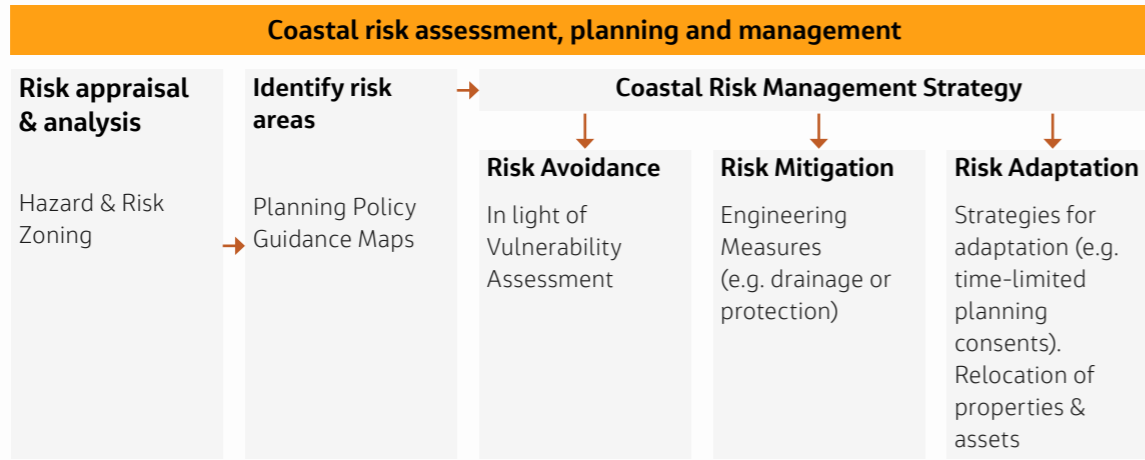 Coastal risk assessment, planning and management
Risk appraisal
& analysis
Hazard & Risk
Zoning
Identify risk
areas
Planning Policy
Guidance Maps
Coastal Risk Management Strategy
Risk Avoidance
In light of
Vulnerability
Assessment
Risk Mitigation
Engineering
Measures
(e.g. drainage or
protection)
Risk Adaptation
Strategies for
adaptation (e.g.
time-limited
planning
consents).
Relocation of
properties &
assets